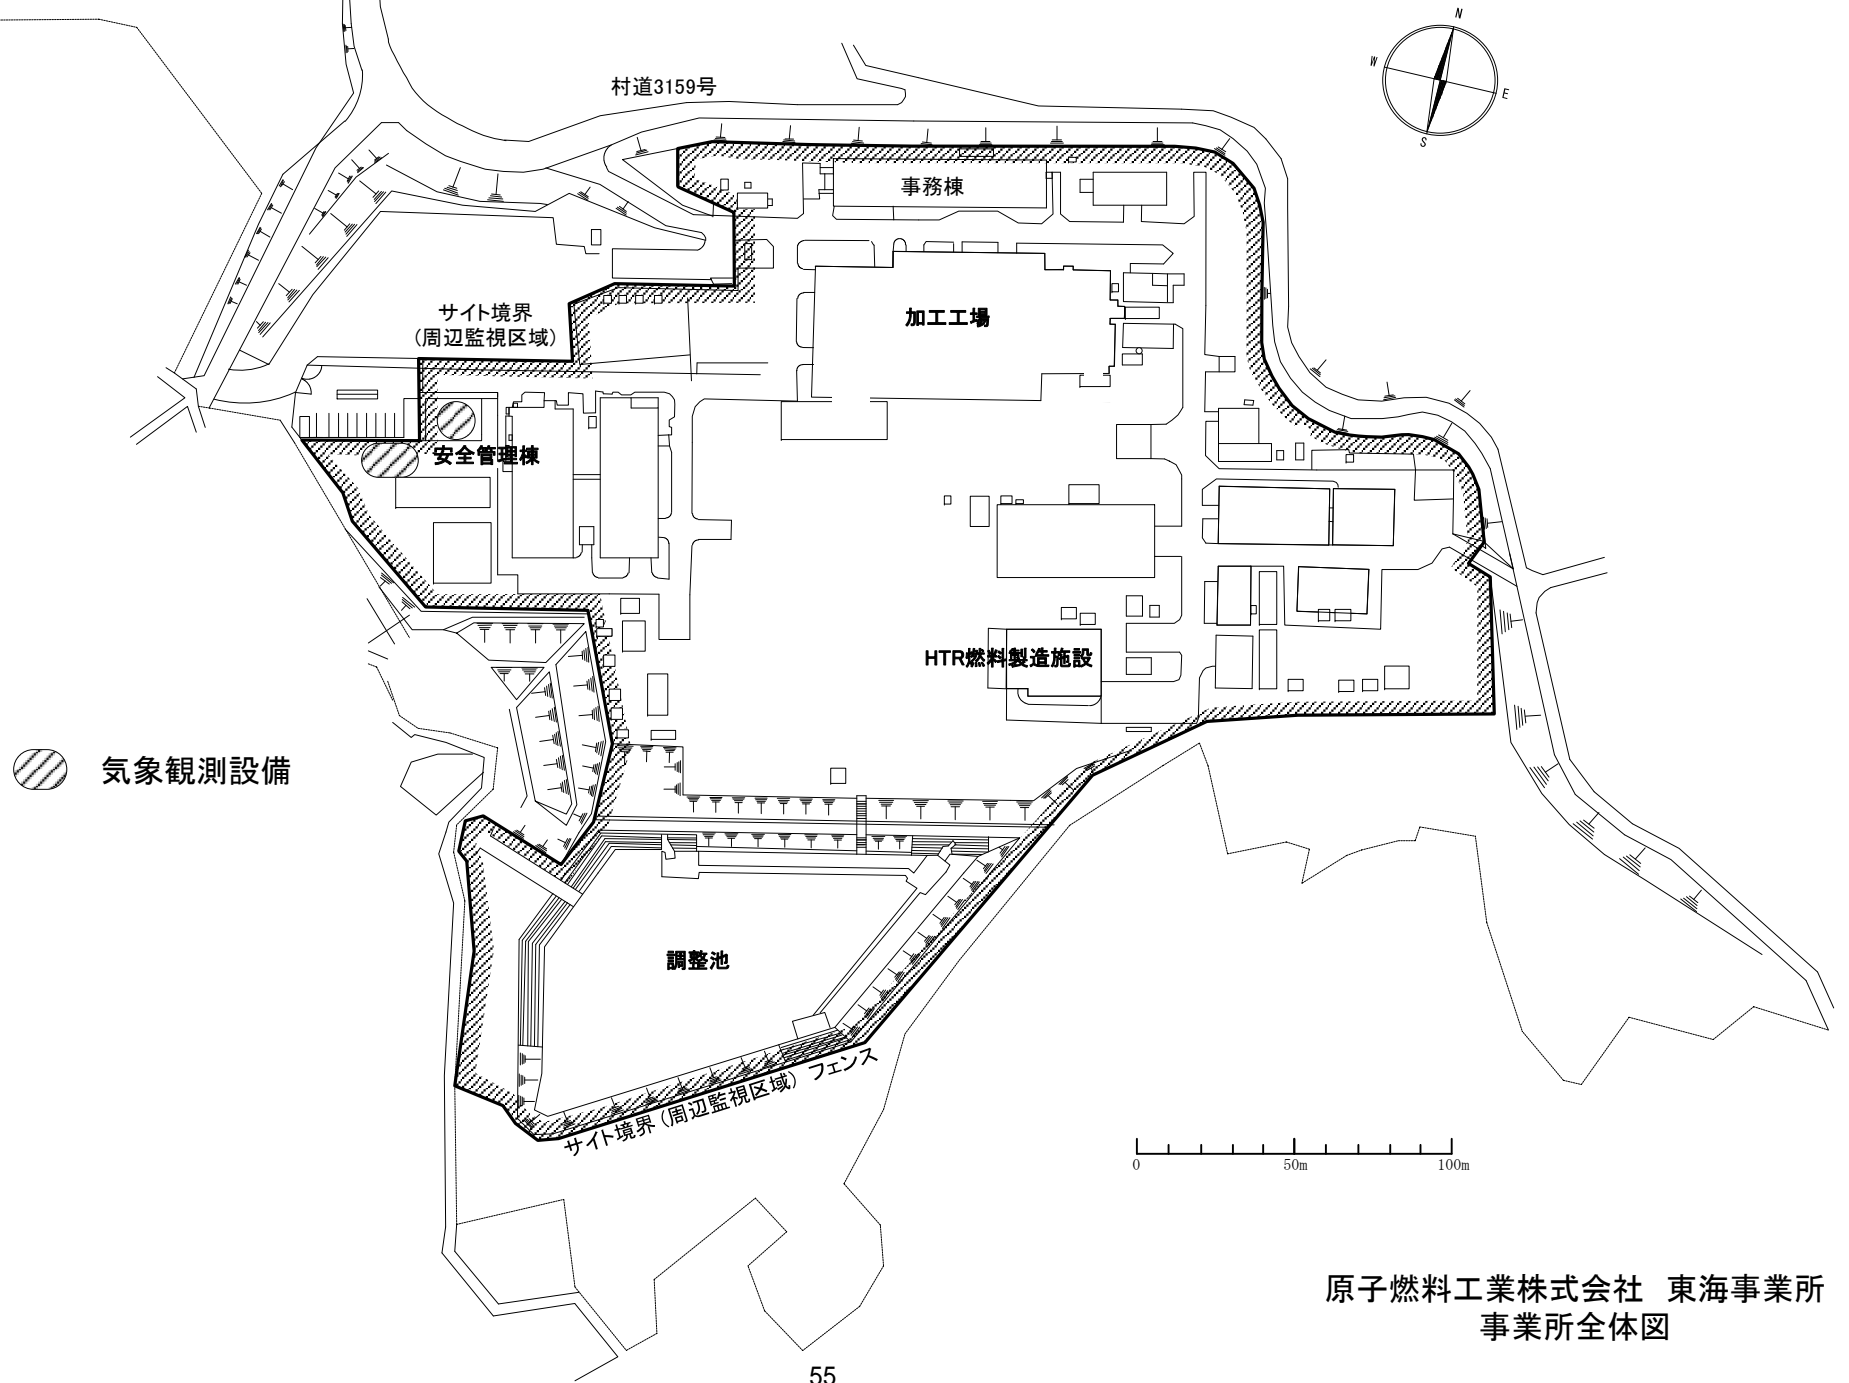 N
W
E
S
村道3159号
事務棟
サイト境界
(周辺監視区域)
加工工場
安全管理棟
HTR燃料製造施設
気象観測設備
調整池
サイト境界(周辺監視区域) フェンス
0 50m 100m
原子燃料工業株式会社 東海事業所
事業所全体図
55